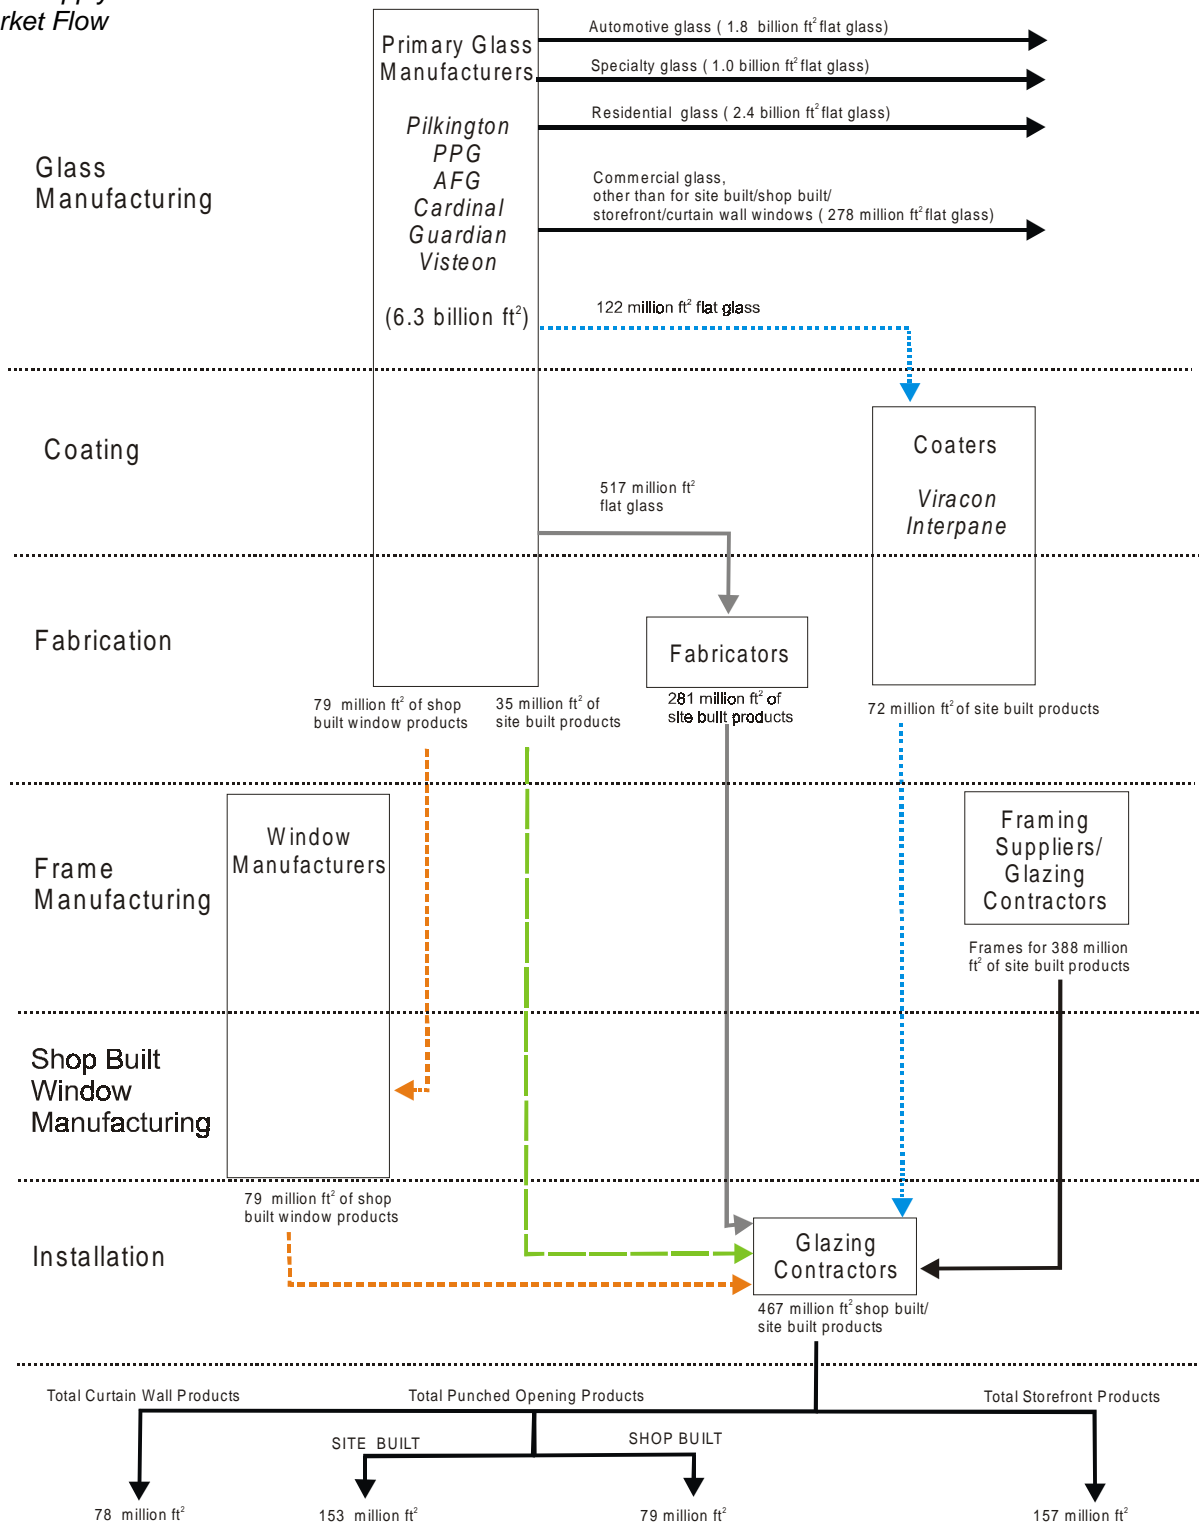 rket Flow
Primary Glass
Manufacturers
Pilkington
PPG
AFG
Cardinal
Guardian
Visteon
(6.3 billion ft²)
Automotive glass ( 1.8 billion ft² flat glass)
Specialty glass ( 1.0 billion ft² flat glass)
Residential glass ( 2.4 billion ft² flat glass)
Commercial glass,
other than for site built/shop built/
storefront/curtain wall windows ( 278 million ft² flat glass)
122 million ft² flat glass
Glass
Manufacturing
Coating
Coaters
Viracon
Interpane
517 million ft²
flat glass
Fabrication
Fabricators
79 million ft² of shop
built window products
35 million ft² of
site built products
281 million ft² of
site built products
72 million ft² of site built products
Frame
Manufacturing
Window
Manufacturers
Framing
Suppliers/
Glazing
Contractors
Frames for 388 million
ft² of site built products
Shop Built
Window
Manufacturing
79 million ft² of shop
built window products
Installation
Glazing
Contractors
467 million ft² shop built/
site built products
Total Curtain Wall Products
Total Punched Opening Products
Total Storefront Products
SITE BUILT
SHOP BUILT
78 million ft²
153 million ft²
79 million ft²
157 million ft²